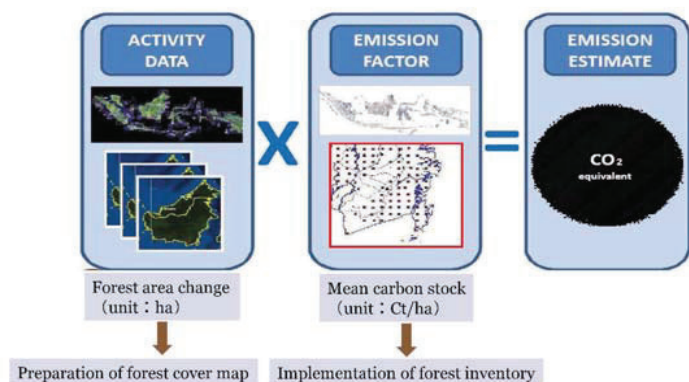 ACTIVITY
DATA
X
EMISSION
FACTOR
=
EMISSION
ESTIMATE
CO2
equivalent
Forest area change
(unit：ha)
Mean carbon stock
(unit：Ct/ha)
Preparation of forest cover map
Implementation of forest inventory